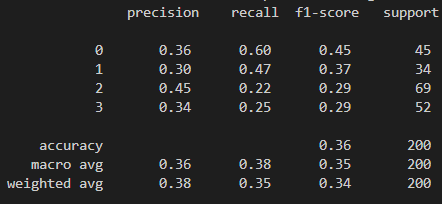 precision recall f1-score support
0 0.36 0.60 0.45 45
1 0.30 0.47 0.37 34
2 0.45 0.22 0.29 69
3 0.34 0.25 0.29 52
accuracy 0.36 200
macro avg 0.36 0.38 0.35 200
weighted avg 0.38 0.35 0.34 200